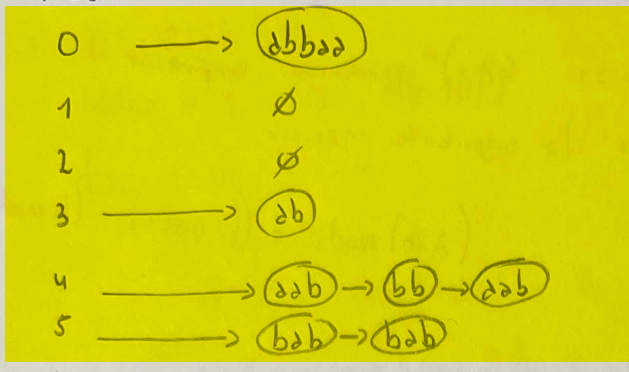 0 → abbaa
1 ∅
2 ∅
3 → ab
4 → aab → bb → aab
5 → bab → bab